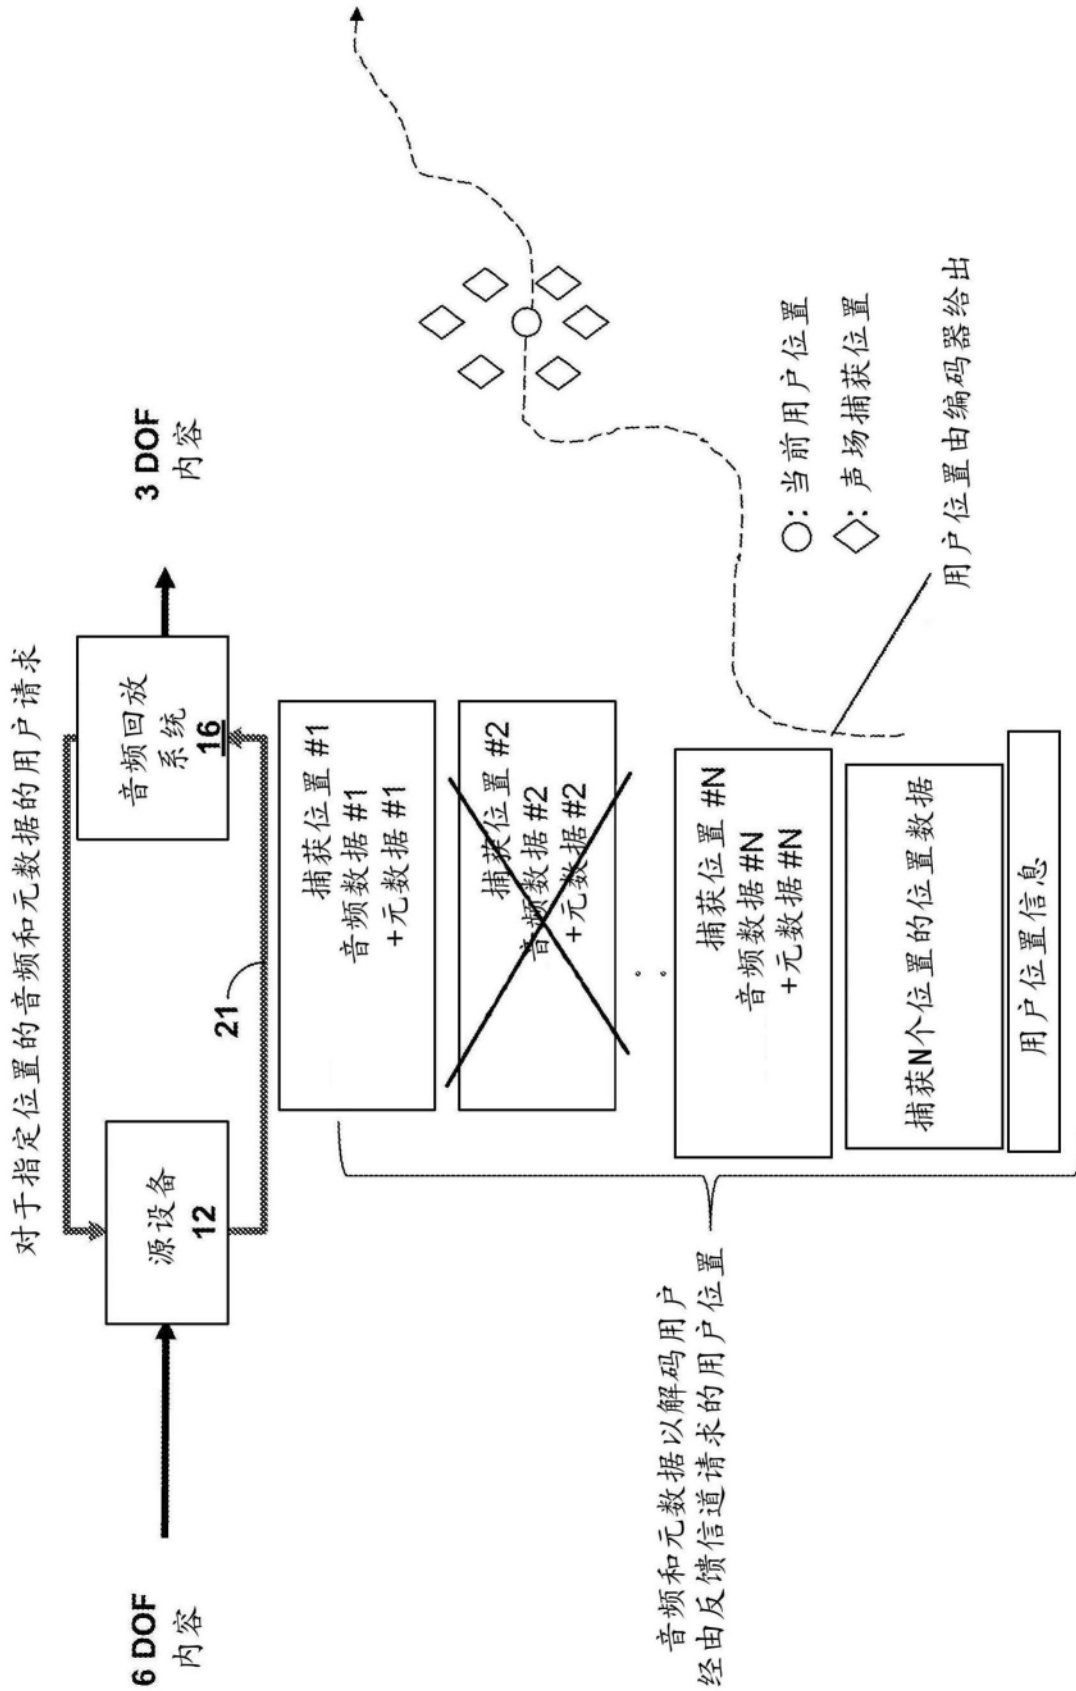 对于指定位置的音频和元数据的用户请求
6 DOF
内容
源设备
12
21
音频回放
系统
16
3 DOF
内容
捕获位置 #1
音频数据 #1
+元数据 #1
捕获位置 #2
音频数据 #2
+元数据 #2
捕获位置 #N
音频数据 #N
+元数据 #N
捕获N个位置的位置数据
用户位置信息
音频和元数据以解码用户
经由反馈信道请求的用户位置
○: 当前用户位置
◇: 声场捕获位置
用户位置由编码器给出